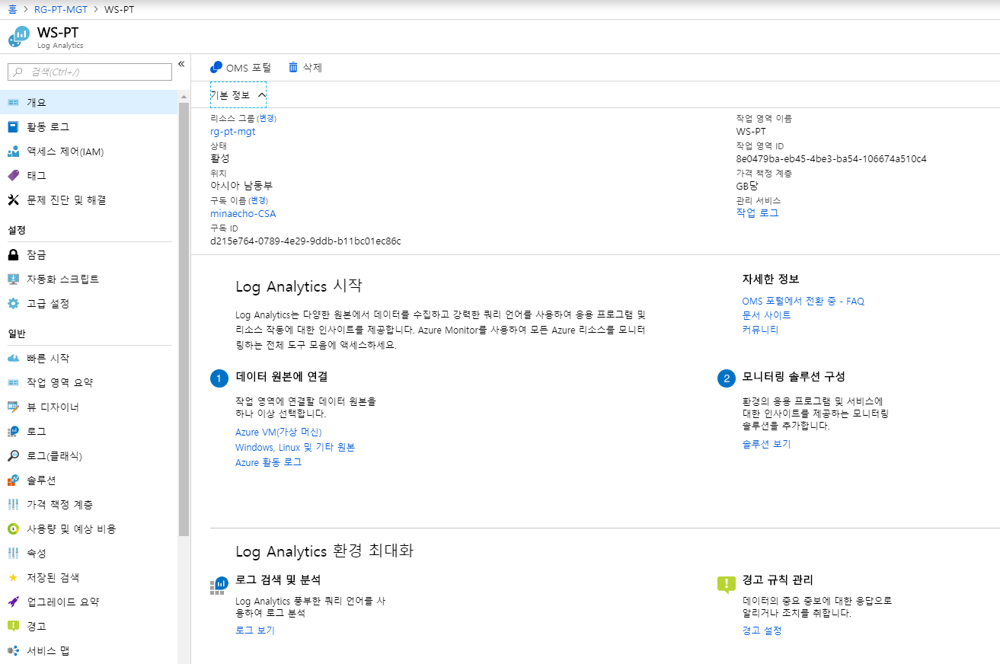 홈 > RG-PT-MGT > WS-PT
WS-PT
Log Analytics
검색(Ctrl+/)
«
개요
활동 로그
액세스 제어(IAM)
태그
문제 진단 및 해결
설정
잠금
자동화 스크립트
고급 설정
일반
빠른 시작
작업 영역 요약
뷰 디자이너
로그
로그(클래식)
솔루션
가격 책정 계층
사용량 및 예상 비용
속성
저장된 검색
업그레이드 요약
경고
서비스 맵
OMS 포털 삭제
기본 정보
리소스 그룹(변경)
rg-pt-mgt
상태
활성
위치
아시아 남동부
구독 이름(변경)
minaecho-CSA
구독 ID
d215e764-0789-4e29-9ddb-b11bc01ec86c
작업 영역 이름
WS-PT
작업 영역 ID
8e0479ba-eb45-4be3-ba54-106674a510c4
가격 책정 계층
GB당
관리 서비스
작업 로그
Log Analytics 시작
Log Analytics는 다양한 원본에서 데이터를 수집하고 강력한 쿼리 언어를 사용하여 응용 프로그램 및
리소스 작동에 대한 인사이트를 제공합니다. Azure Monitor를 사용하여 모든 Azure 리소스를 모니터
링하는 전체 도구 모음에 액세스하세요.
자세한 정보
OMS 포털에서 전환 중 - FAQ
문서 사이트
커뮤니티
1 데이터 원본에 연결
작업 영역에 연결할 데이터 원본을
하나 이상 선택합니다.
Azure VM(가상 머신)
Windows, Linux 및 기타 원본
Azure 활동 로그
2 모니터링 솔루션 구성
환경의 응용 프로그램 및 서비스에
대한 인사이트를 제공하는 모니터링
솔루션을 추가합니다.
솔루션 보기
Log Analytics 환경 최대화
로그 검색 및 분석
Log Analytics 풍부한 쿼리 언어를 사
용하여 로그 분석
로그 보기
경고 규칙 관리
데이터의 중요 중보에 대한 응답으로
알리거나 조치를 취합니다.
경고 설정